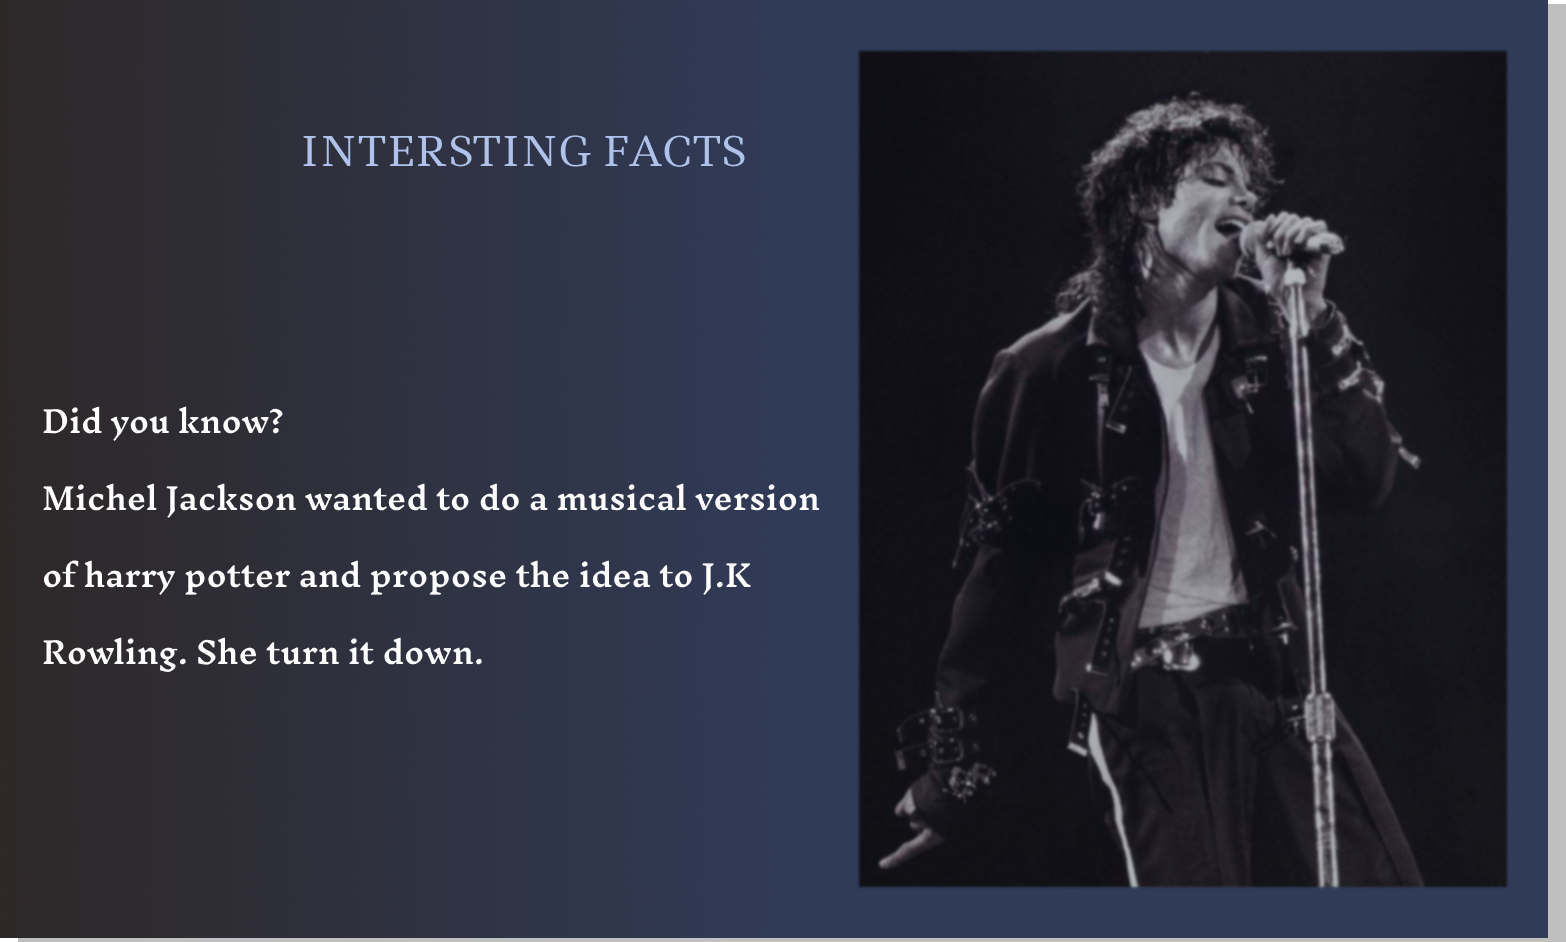 INTERSTING FACTS
Did you know?
Michel Jackson wanted to do a musical version
of harry potter and propose the idea to J.K
Rowling. She turn it down.